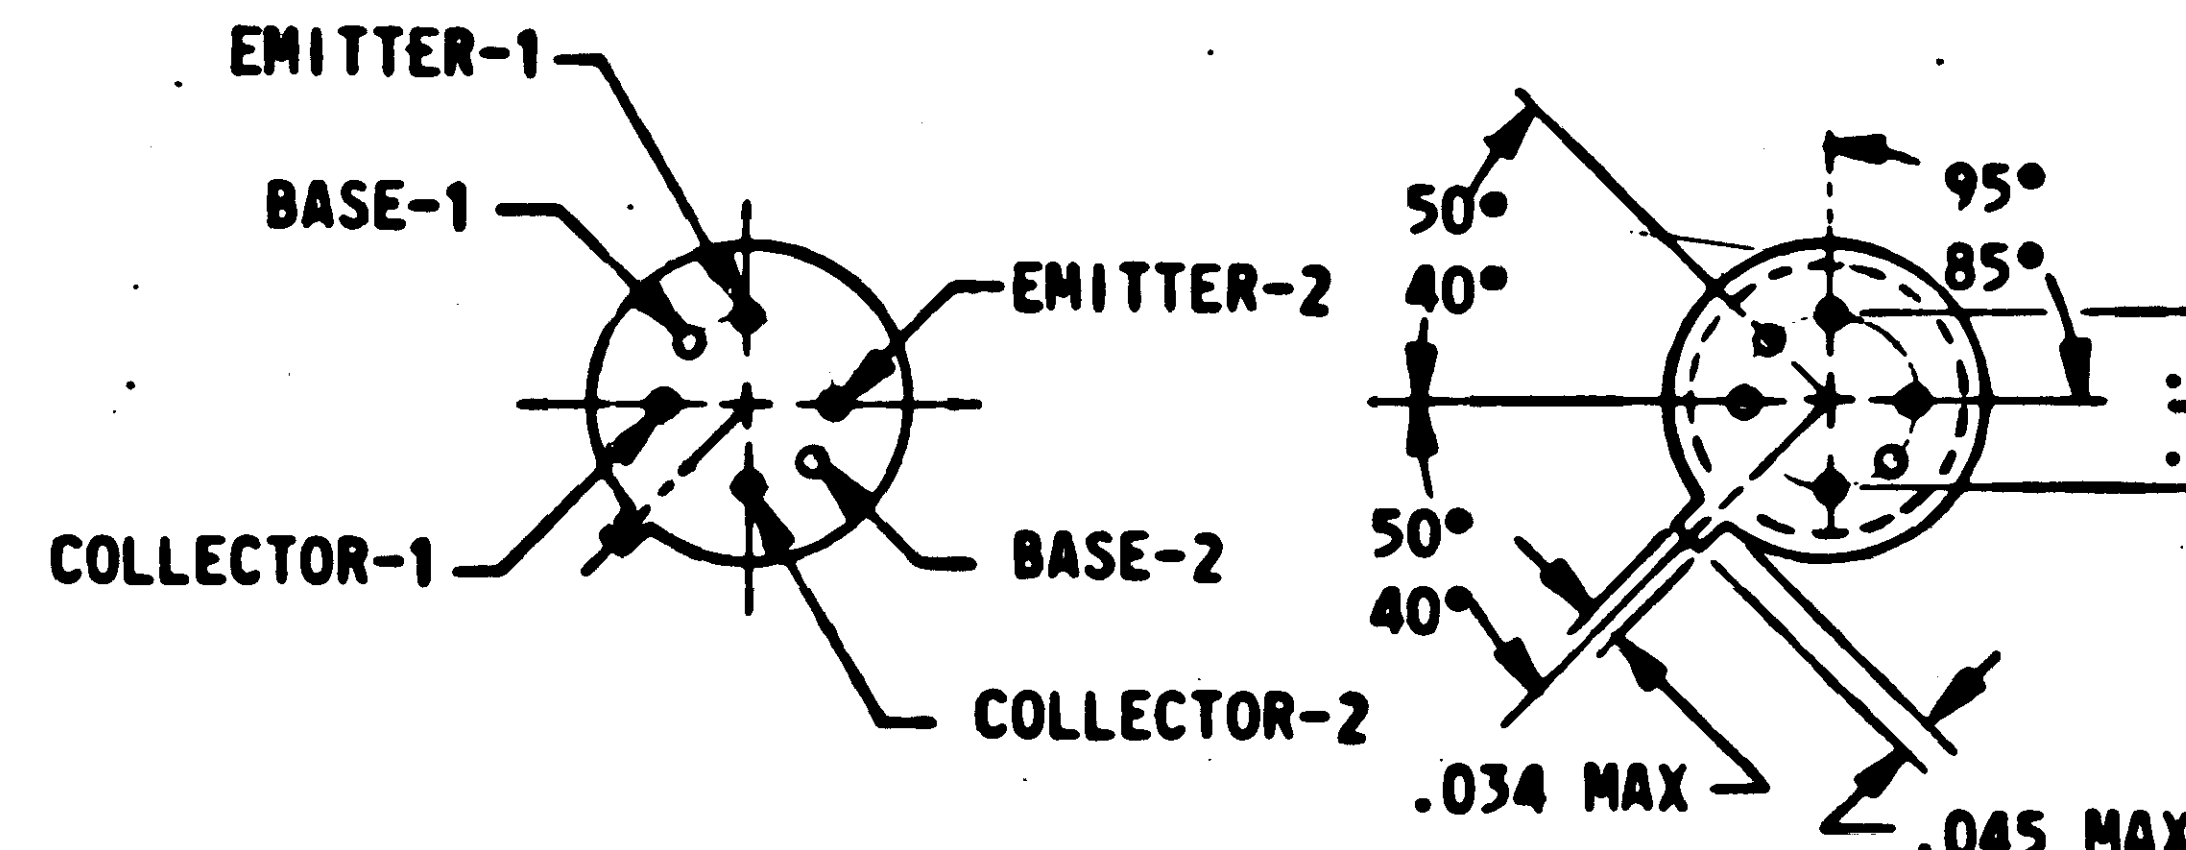 EMITTER-1
BASE-1
EMITTER-2
COLLECTOR-1
BASE-2
COLLECTOR-2
50°
40°
95°
85°
50°
40°
.034 MAX
.045 MAX